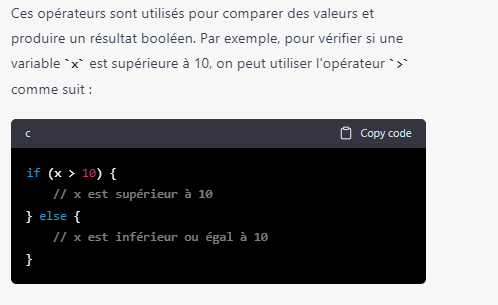 Ces opérateurs sont utilisés pour comparer des valeurs et
produire un résultat booléen. Par exemple, pour vérifier si une
variable `x` est supérieure à 10, on peut utiliser l'opérateur `>`
comme suit :
c Copy code
if (x > 10) {
    // x est supérieur à 10
} else {
    // x est inférieur ou égal à 10
}